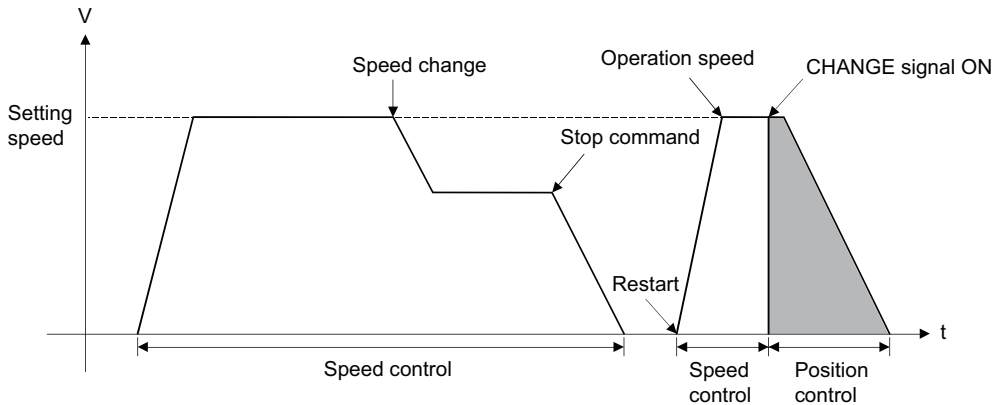 V
Speed change
Operation speed
CHANGE signal ON
Setting
speed
Stop command
Restart
t
Speed control
Speed
control
Position
control